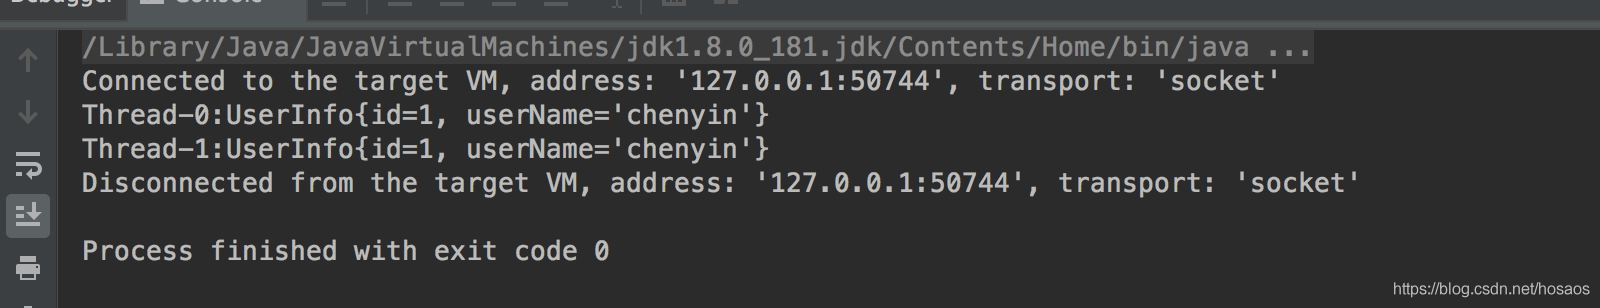 Debugger Console
/Library/Java/JavaVirtualMachines/jdk1.8.0_181.jdk/Contents/Home/bin/java ...
Connected to the target VM, address: '127.0.0.1:50744', transport: 'socket'
Thread-0:UserInfo{id=1, userName='chenyin'}
Thread-1:UserInfo{id=1, userName='chenyin'}
Disconnected from the target VM, address: '127.0.0.1:50744', transport: 'socket'
Process finished with exit code 0
https://blog.csdn.net/hosaos